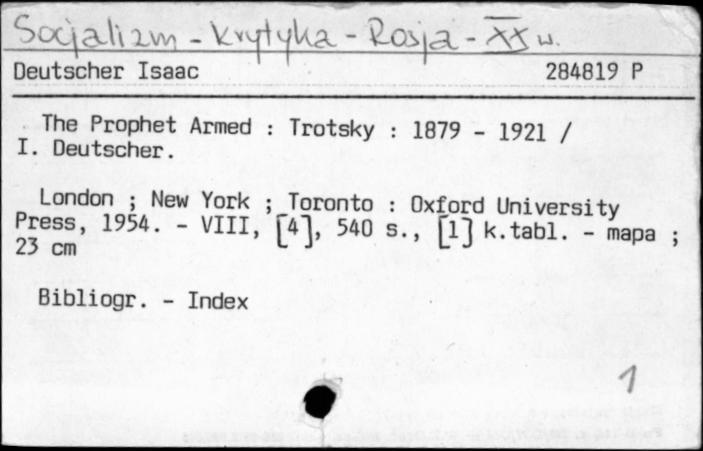 Socjalizm - krytyka - Rosja - XX w.
Deutscher Isaac 284819 P
The Prophet Armed : Trotsky : 1879 - 1921 /
I. Deutscher.
London ; New York ; Toronto : Oxford University
Press, 1954. - VIII, [4], 540 s., [1] k.tabl. - mapa ;
23 cm
Bibliogr. - Index
1